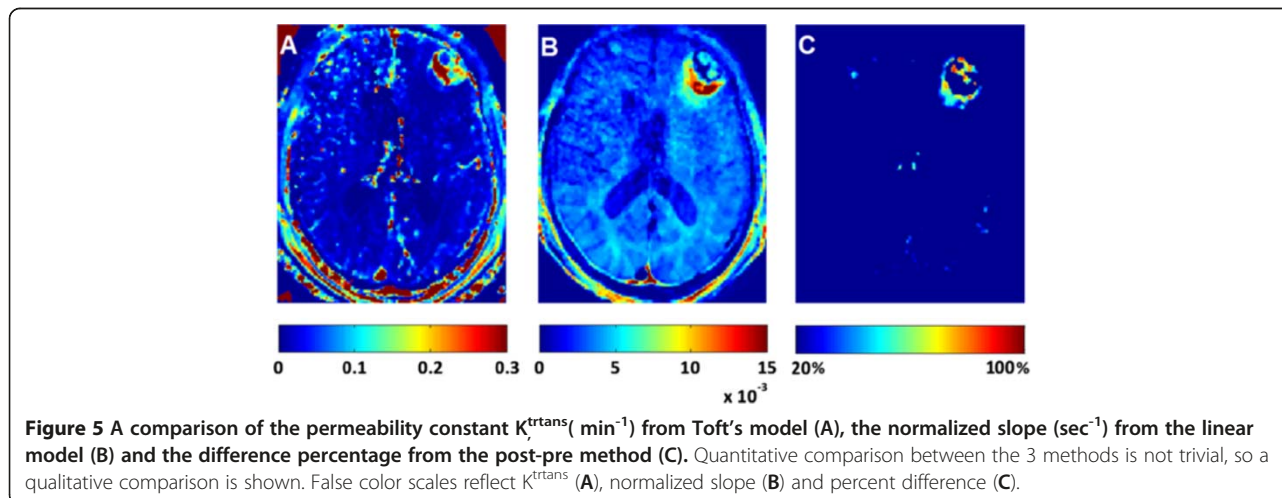 A B C
0 0.1 0.2 0.3 0 5 10 15 20% 100%
x 10⁻³
Figure 5 A comparison of the permeability constant K,ᵗʳᵗᵃⁿˢ( min⁻¹) from Toft's model (A), the normalized slope (sec⁻¹) from the linear
model (B) and the difference percentage from the post-pre method (C). Quantitative comparison between the 3 methods is not trivial, so a
qualitative comparison is shown. False color scales reflect Kᵗʳᵗᵃⁿˢ (A), normalized slope (B) and percent difference (C).